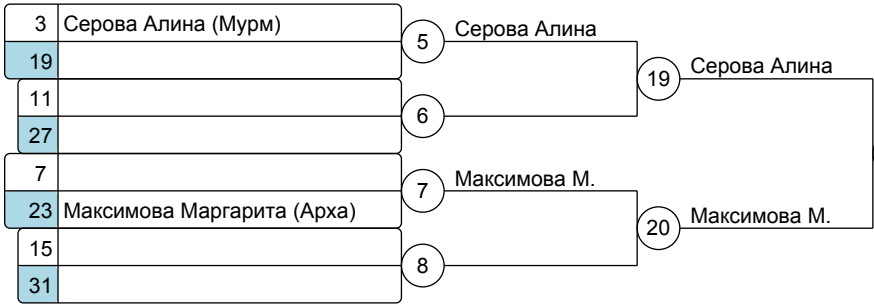 3 Серова Алина (Мурм)
5 Серова Алина
19
19 Серова Алина
11
6
27
7
7 Максимова М.
23 Максимова Маргарита (Арха)
20 Максимова М.
15
8
31